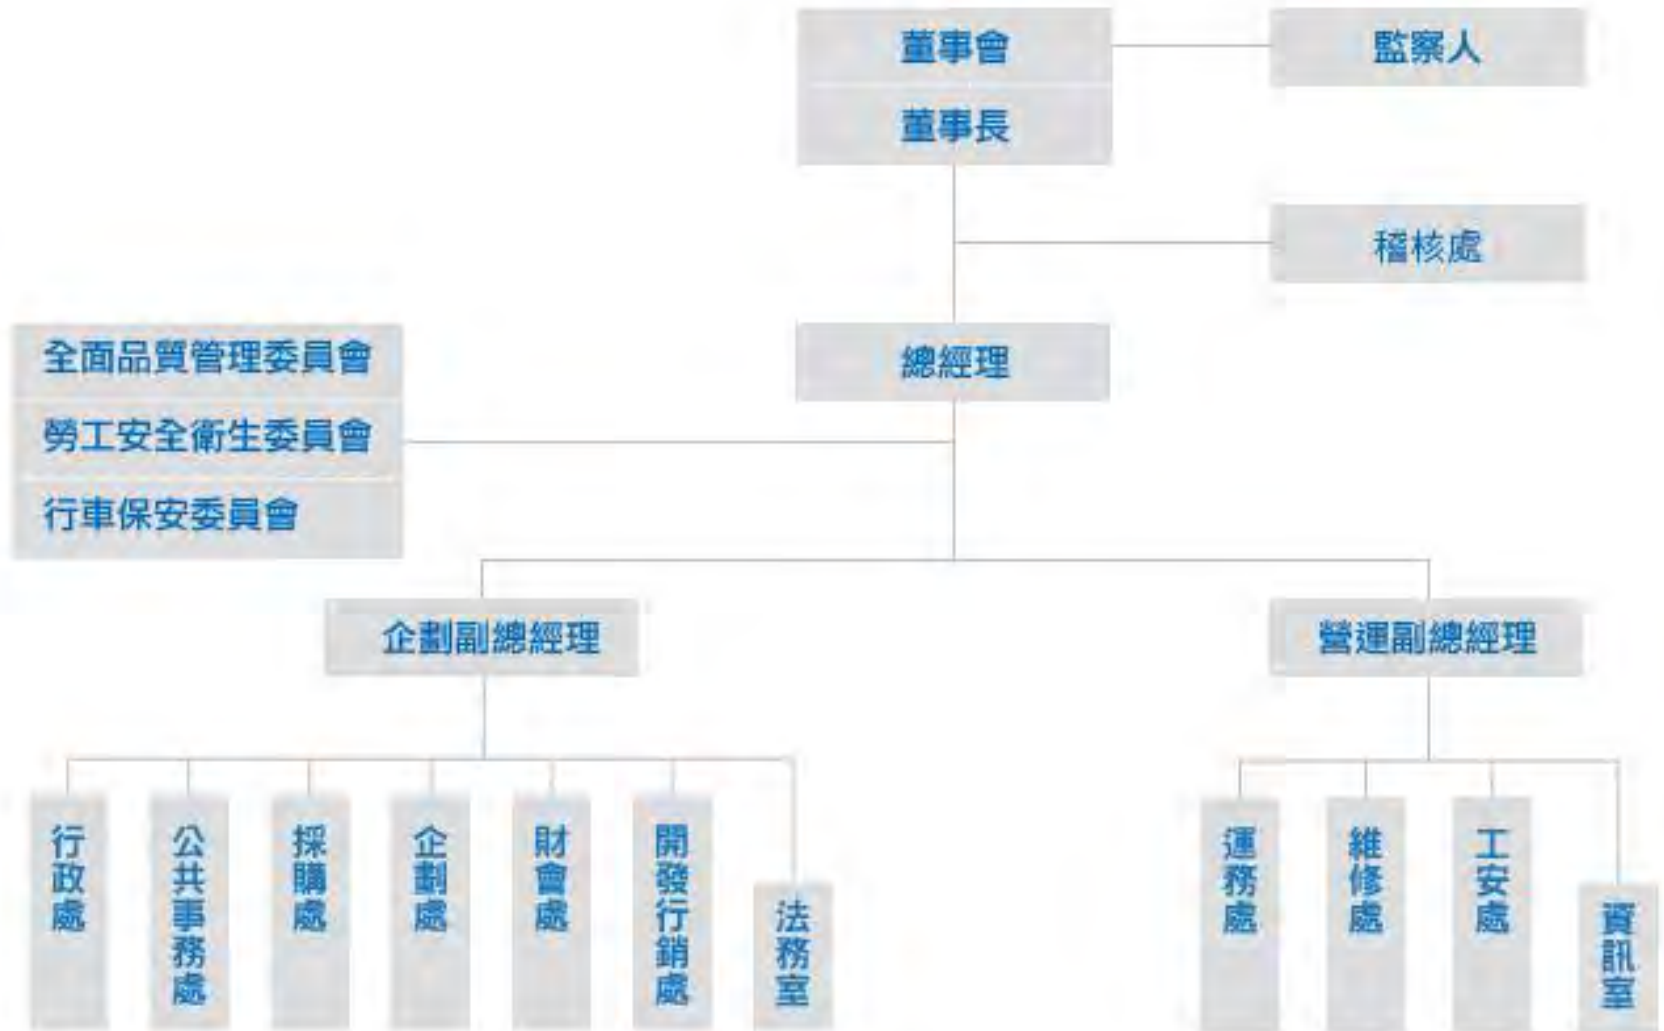 董事會
監察人
董事長
稽核處
總經理
全面品質管理委員會
勞工安全衛生委員會
行車保安委員會
企劃副總經理
營運副總經理
行政處
公共事務處
採購處
企劃處
財會處
開發行銷處
法務室
運務處
維修處
工安處
資訊室